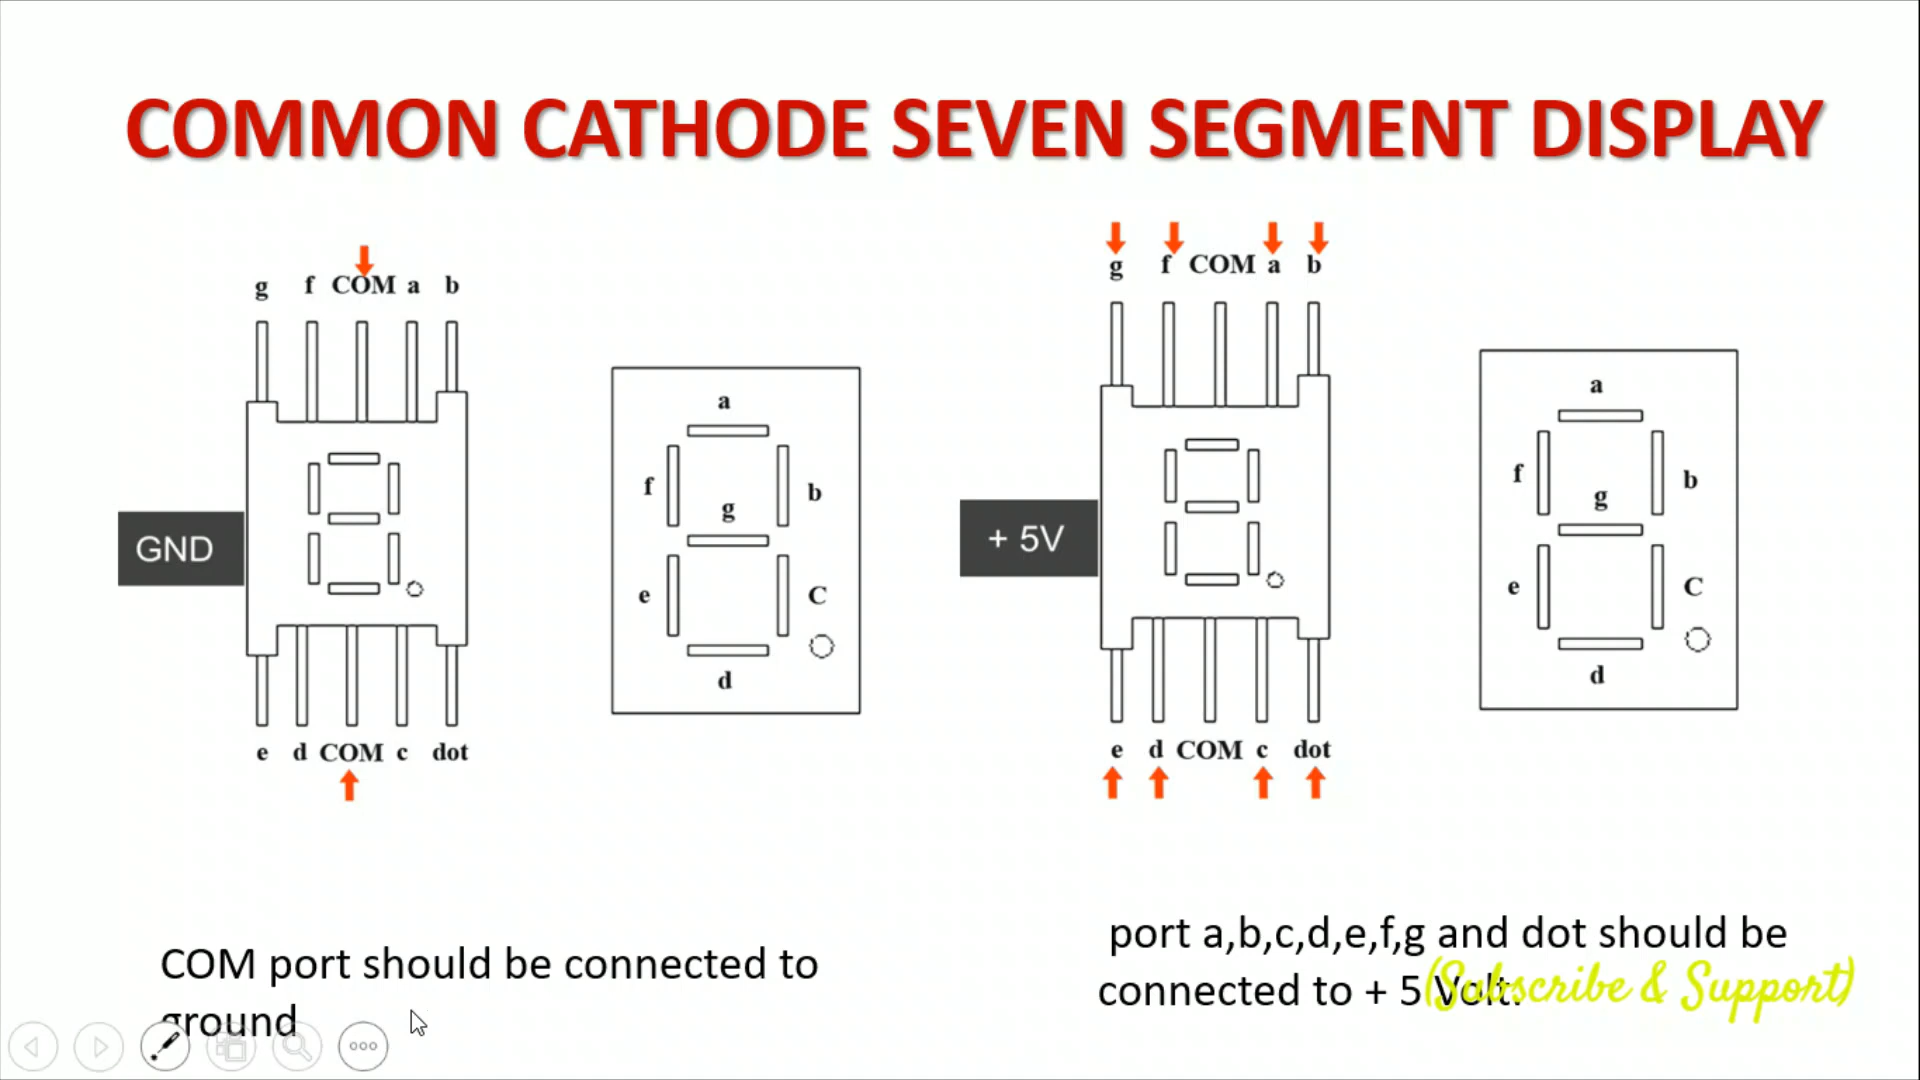 COMMON CATHODE SEVEN SEGMENT DISPLAY
g f COM a b
GND
e d COM c dot
a
f
b
g
e
C
d
g f COM a b
+ 5V
e d COM c dot
a
f
b
g
e
C
d
COM port should be connected to
ground
port a,b,c,d,e,f,g and dot should be
connected to + 5 Volt.
(Subscribe & Support)